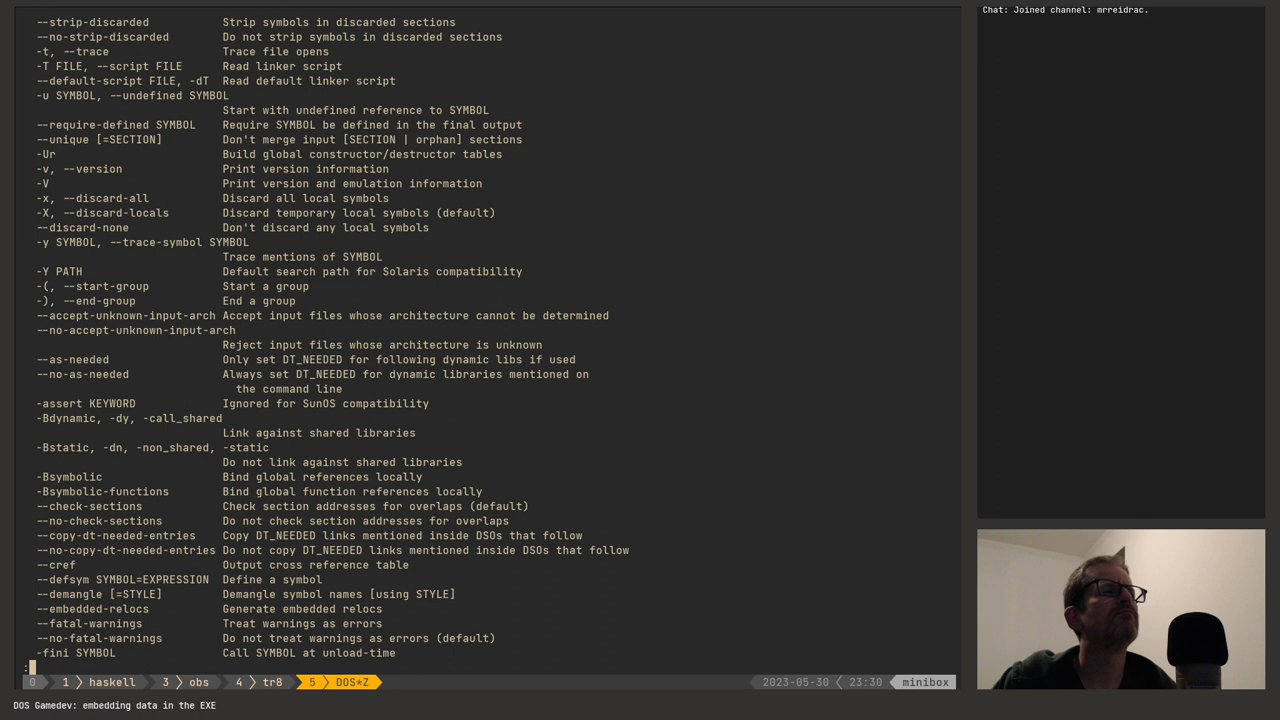 --strip-discarded Strip symbols in discarded sections
--no-strip-discarded Do not strip symbols in discarded sections
-t, --trace Trace file opens
-T FILE, --script FILE Read linker script
--default-script FILE, -dT Read default linker script
-u SYMBOL, --undefined SYMBOL
Start with undefined reference to SYMBOL
--require-defined SYMBOL Require SYMBOL be defined in the final output
--unique [=SECTION] Don't merge input [SECTION | orphan] sections
-Ur Build global constructor/destructor tables
-v, --version Print version information
-V Print version and emulation information
-x, --discard-all Discard all local symbols
-X, --discard-locals Discard temporary local symbols (default)
--discard-none Don't discard any local symbols
-y SYMBOL, --trace-symbol SYMBOL
Trace mentions of SYMBOL
-Y PATH Default search path for Solaris compatibility
-(, --start-group Start a group
-), --end-group End a group
--accept-unknown-input-arch Accept input files whose architecture cannot be determined
--no-accept-unknown-input-arch
Reject input files whose architecture is unknown
--as-needed Only set DT_NEEDED for following dynamic libs if used
--no-as-needed Always set DT_NEEDED for dynamic libraries mentioned on
the command line
-assert KEYWORD Ignored for SunOS compatibility
-Bdynamic, -dy, -call_shared
Link against shared libraries
-Bstatic, -dn, -non_shared, -static
Do not link against shared libraries
-Bsymbolic Bind global references locally
-Bsymbolic-functions Bind global function references locally
--check-sections Check section addresses for overlaps (default)
--no-check-sections Do not check section addresses for overlaps
--copy-dt-needed-entries Copy DT_NEEDED links mentioned inside DSOs that follow
--no-copy-dt-needed-entries Do not copy DT_NEEDED links mentioned inside DSOs that follow
--cref Output cross reference table
--defsym SYMBOL=EXPRESSION Define a symbol
--demangle [=STYLE] Demangle symbol names [using STYLE]
--embedded-relocs Generate embedded relocs
--fatal-warnings Treat warnings as errors
--no-fatal-warnings Do not treat warnings as errors (default)
-fini SYMBOL Call SYMBOL at unload-time
:
0 1 haskell 3 obs 4 tr8 5 DOS*Z 2023-05-30 23:30 minibox
DOS Gamedev: embedding data in the EXE
Chat: Joined channel: mrreidrac.